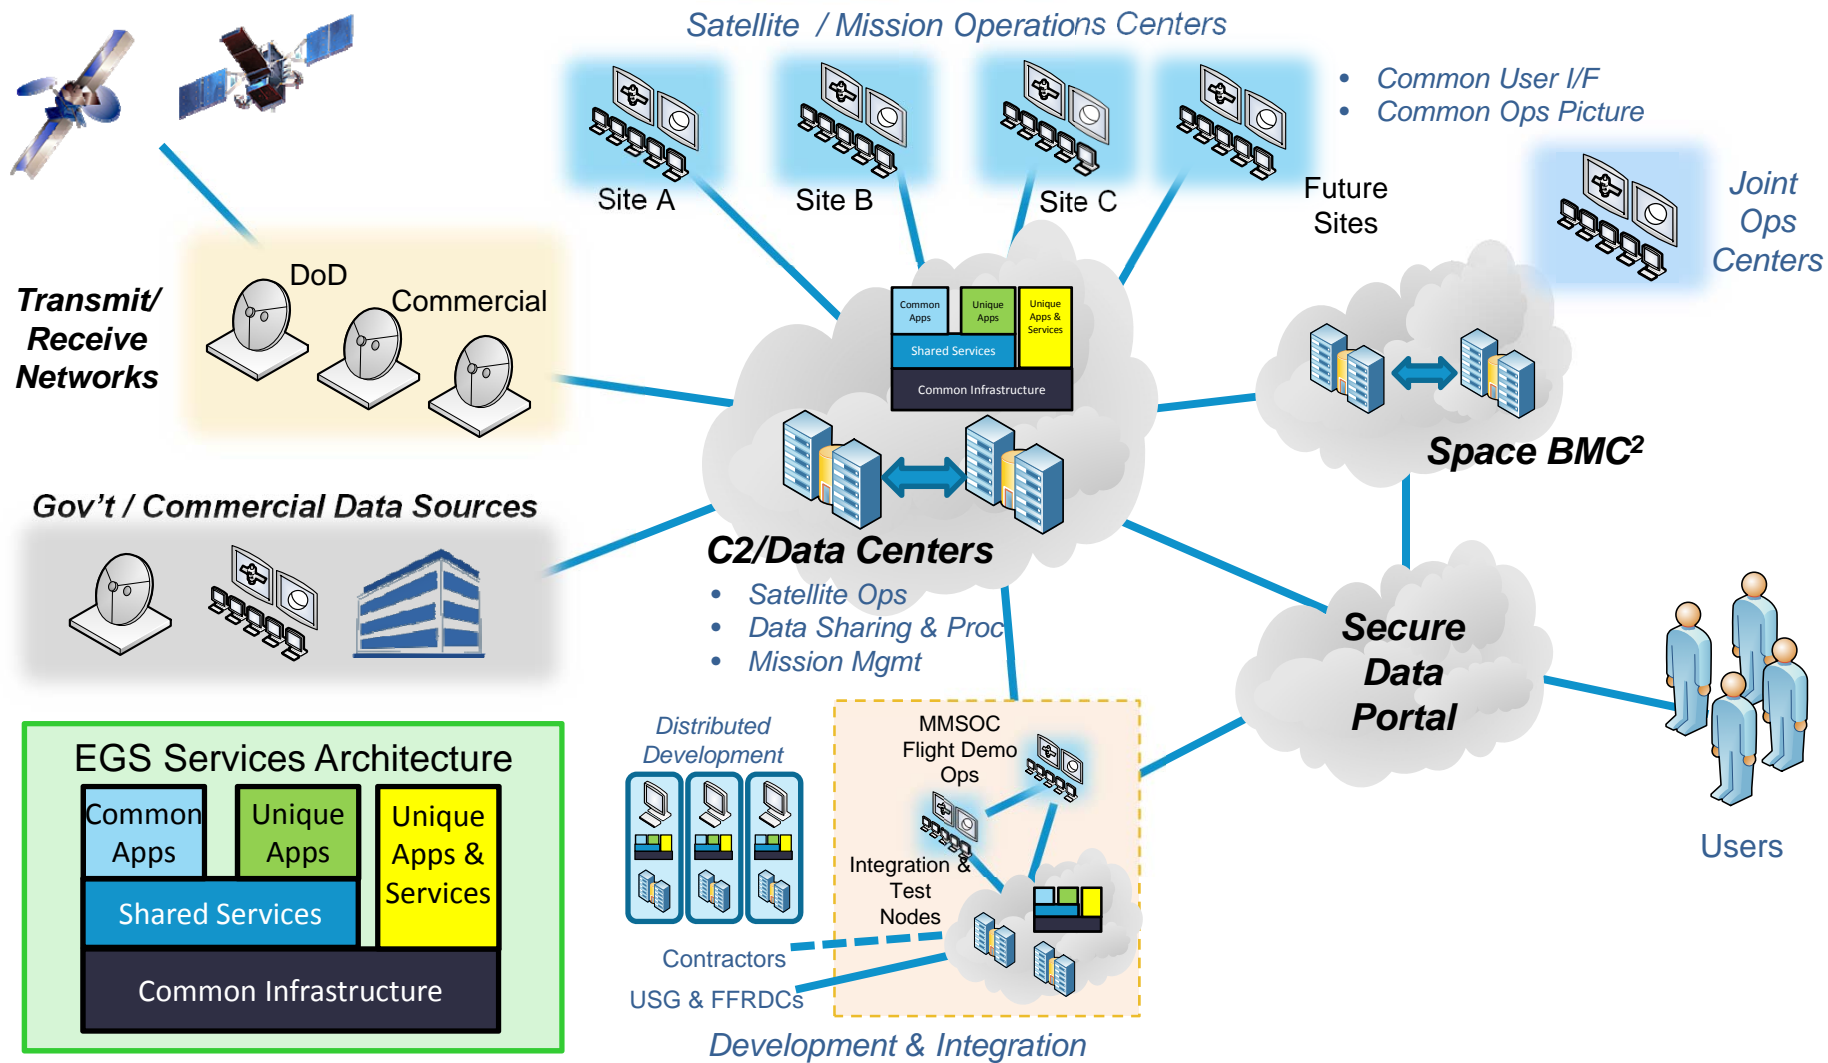 Satellite / Mission Operations Centers
• Common User I/F
• Common Ops Picture
Site A
Site B
Site C
Future
Sites
Joint
Ops
Centers
Transmit/
Receive
Networks
DoD
Commercial
Common
Apps
Unique
Apps
Unique
Apps &
Services
Shared Services
Common Infrastructure
Space BMC²
Gov't / Commercial Data Sources
C2/Data Centers
• Satellite Ops
• Data Sharing & Proc
• Mission Mgmt
Secure
Data
Portal
Users
EGS Services Architecture
Common
Apps
Unique
Apps
Unique
Apps &
Services
Shared Services
Common Infrastructure
Distributed
Development
MMSOC
Flight Demo
Ops
Integration &
Test
Nodes
Contractors
USG & FFRDCs
Development & Integration